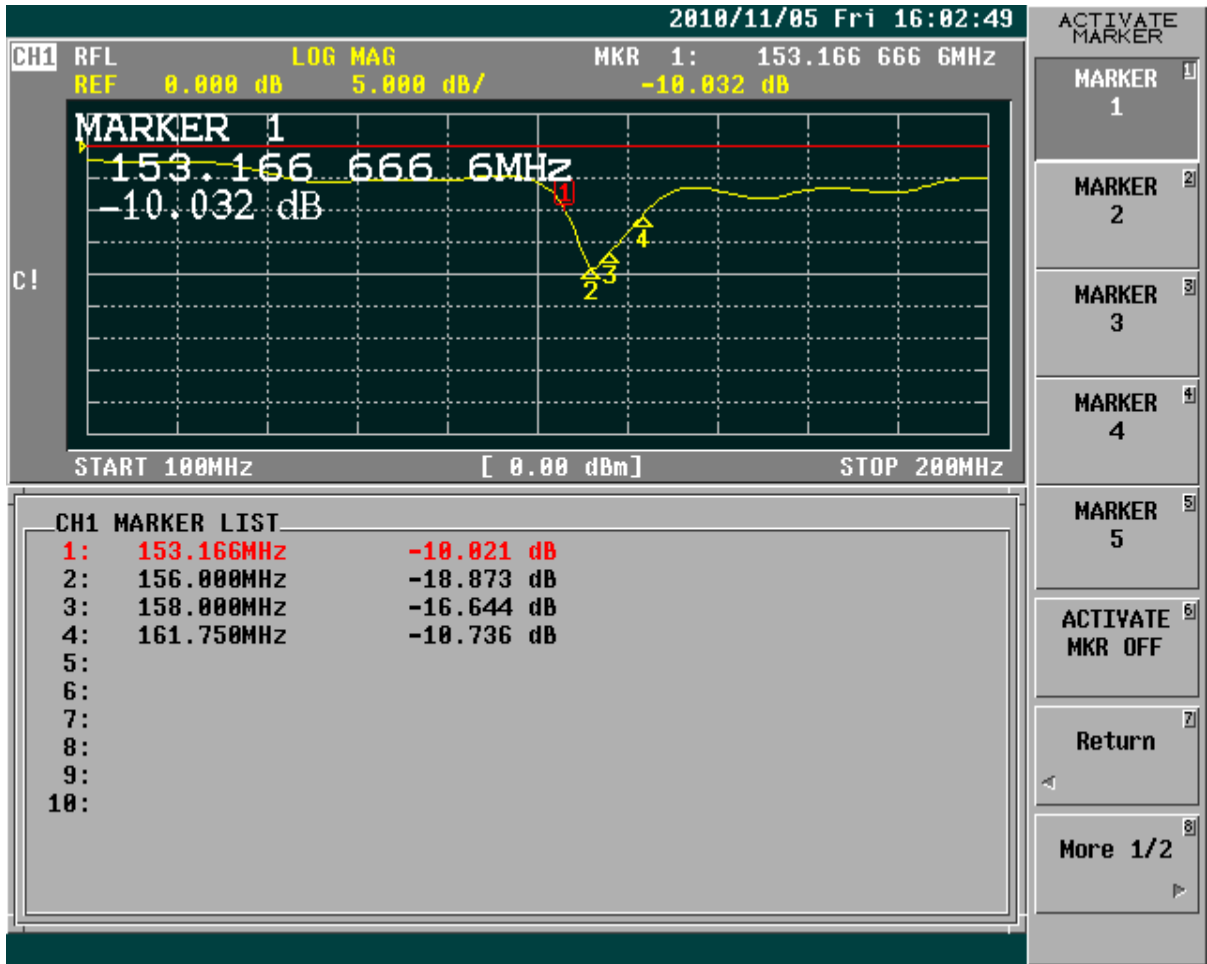 2010/11/05 Fri 16:02:49
CH1 RFL LOG MAG MKR 1: 153.166 666 6MHz
REF 0.000 dB 5.000 dB/ -10.032 dB
MARKER 1
153.166 666 6MHz
-10.032 dB
1
2
3
4
C!
START 100MHz [ 0.00 dBm] STOP 200MHz
CH1 MARKER LIST
1: 153.166MHz -10.021 dB
2: 156.000MHz -18.873 dB
3: 158.000MHz -16.644 dB
4: 161.750MHz -10.736 dB
5:
6:
7:
8:
9:
10:
ACTIVATE
MARKER
MARKER 1
1
MARKER 2
2
MARKER 3
3
MARKER 4
4
MARKER 5
5
ACTIVATE 6
MKR OFF
7
Return
8
More 1/2